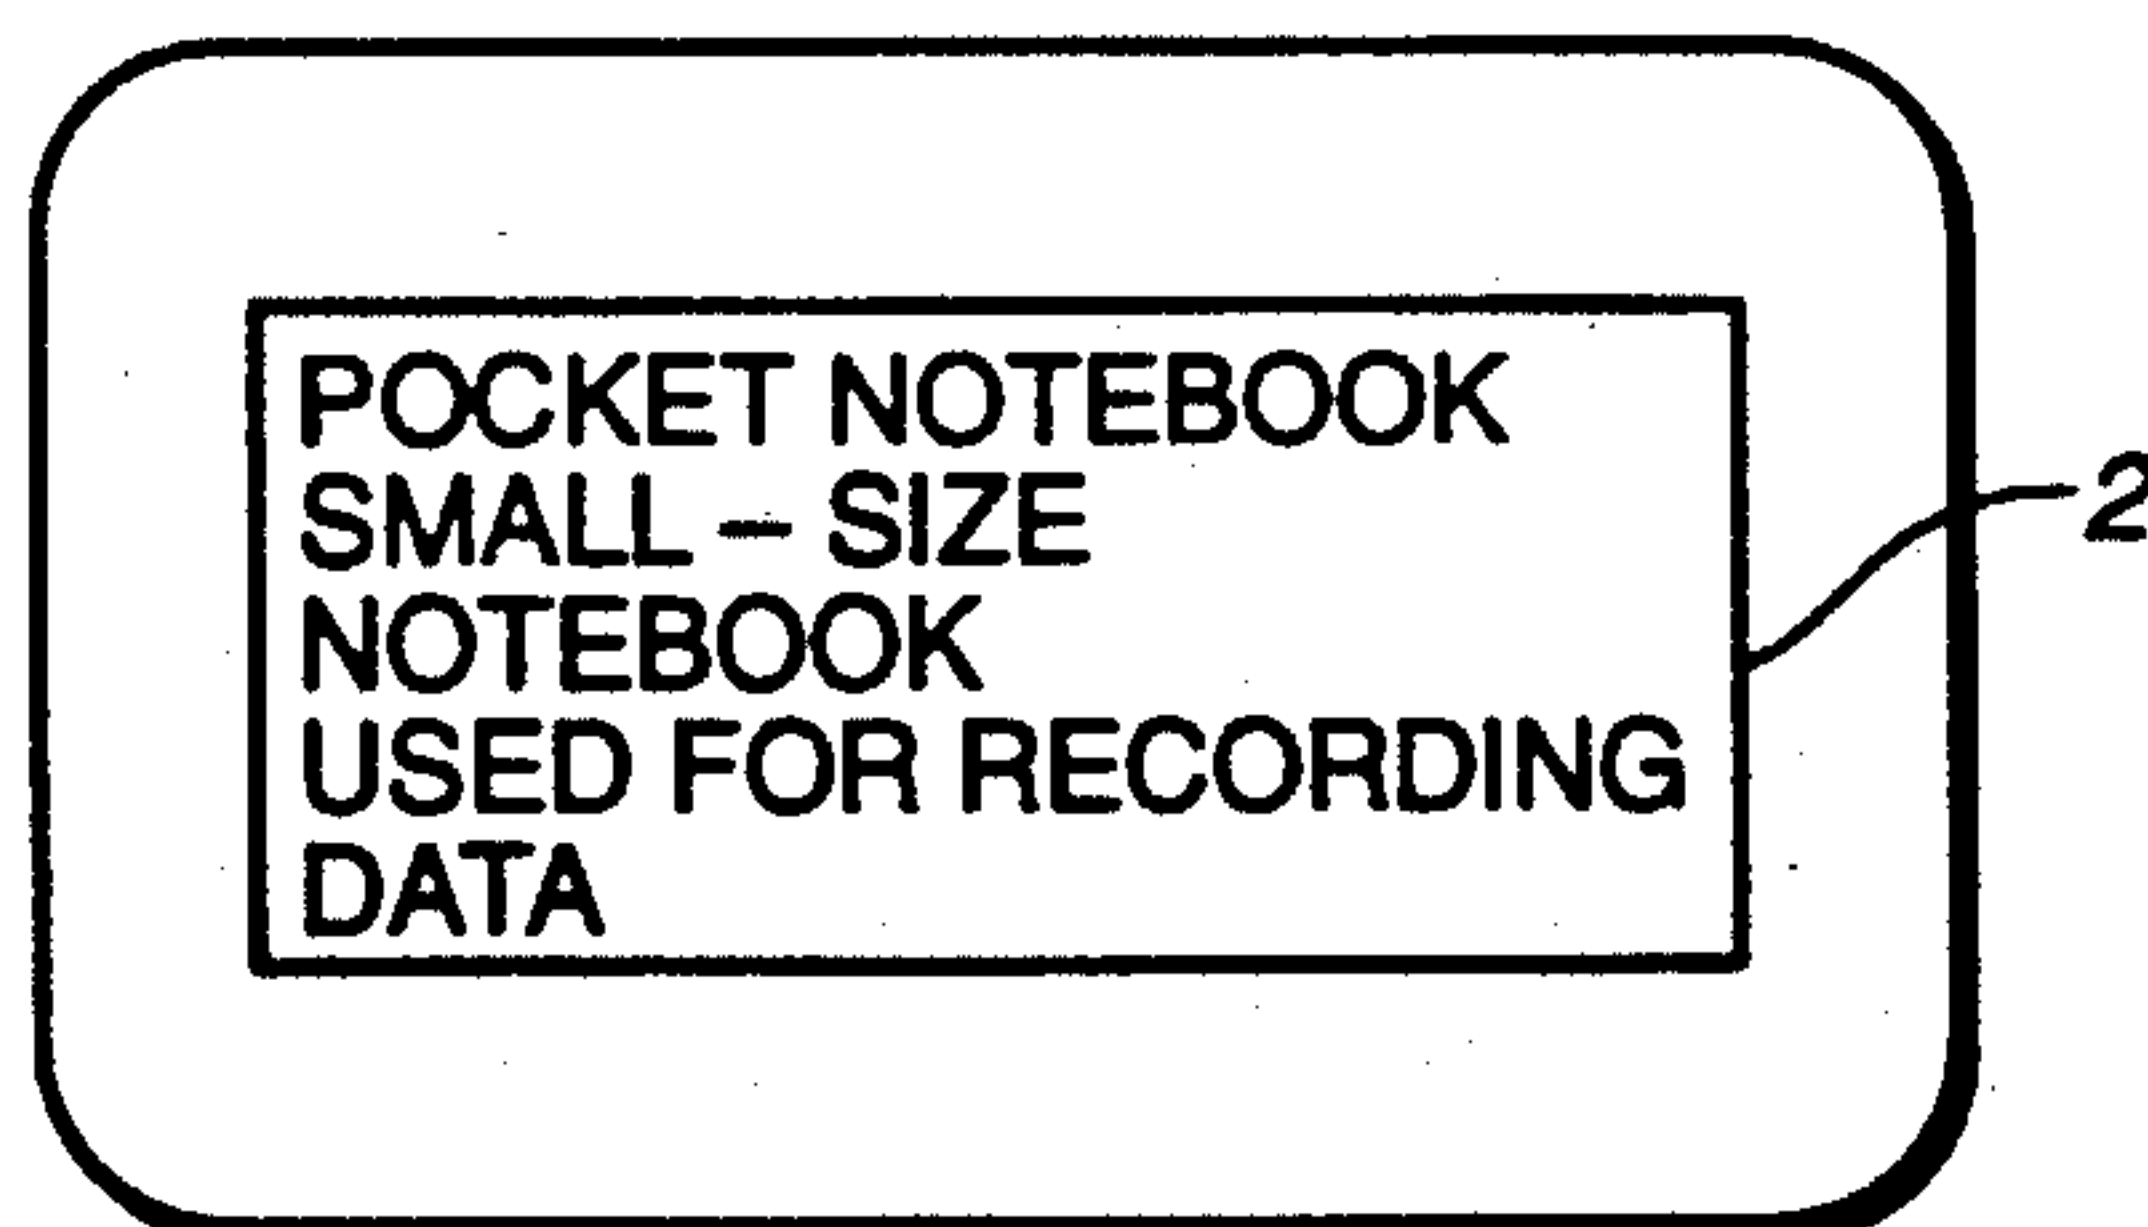 POCKET NOTEBOOK
SMALL – SIZE
NOTEBOOK
USED FOR RECORDING
DATA
2